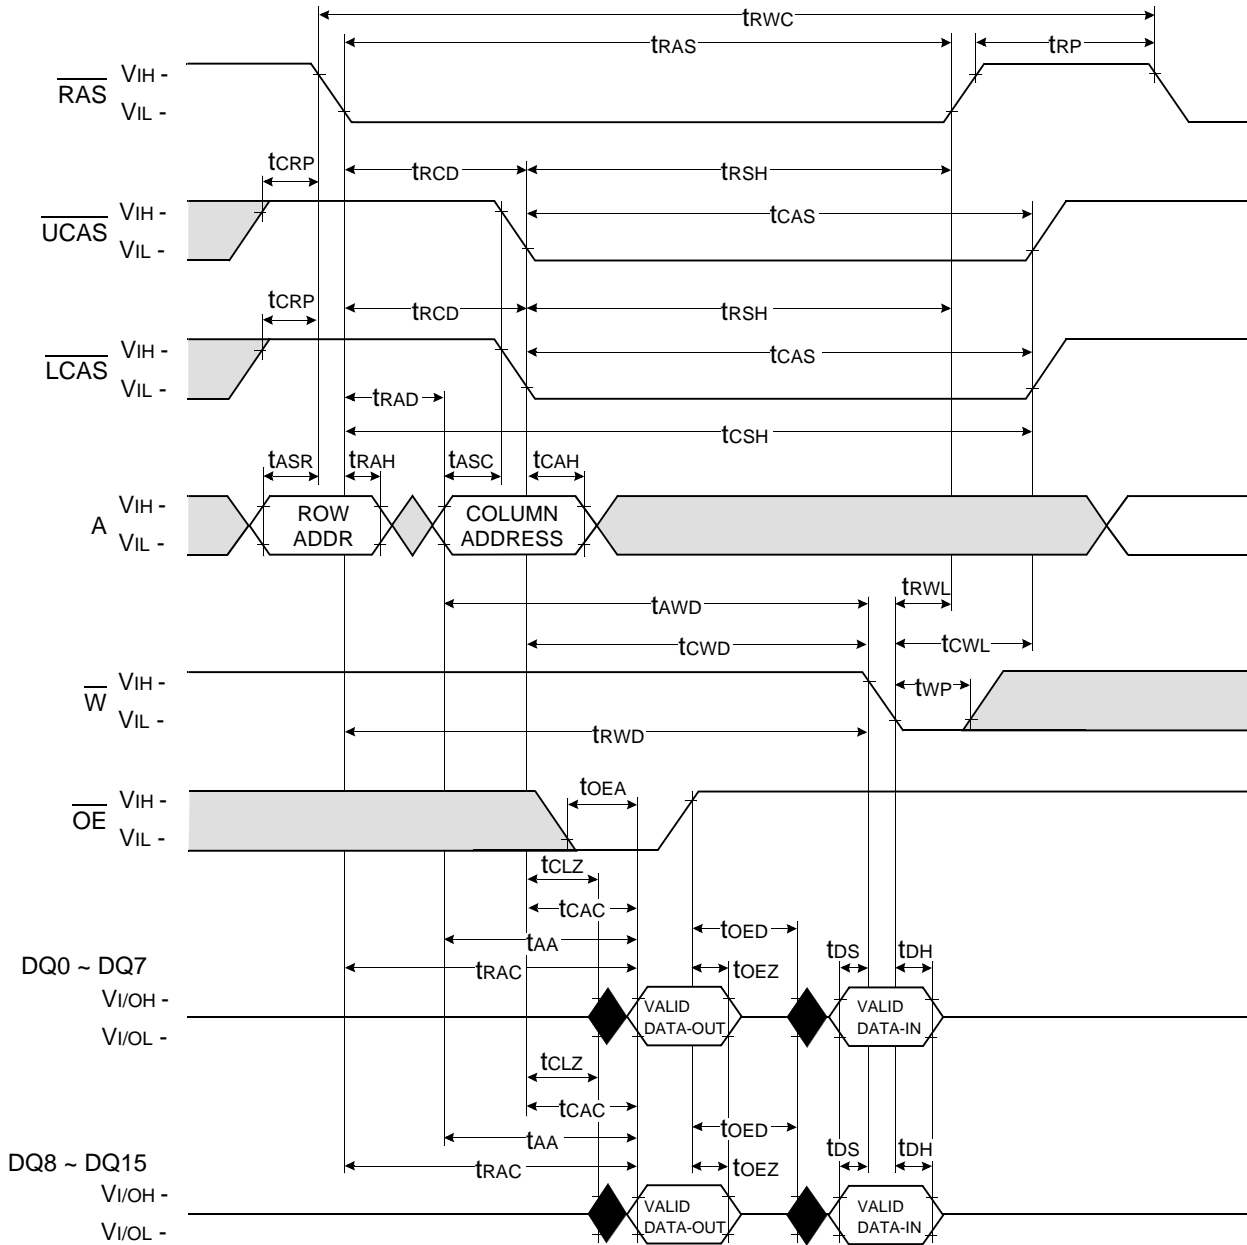 tRWC
tRAS tRP
RAS VIH -
VIL -
tCRP tRCD tRSH
UCAS VIH - tCAS
VIL -
tCRP tRCD tRSH
LCAS VIH - tCAS
VIL -
tRAD
tCSH
tASR tRAH tASC tCAH
A VIH - ROW ADDR COLUMN ADDRESS
VIL -
tRWL
tAWD
tCWD tCWL
W VIH - tWP
VIL -
tRWD
OE VIH - tOEA
VIL -
tCLZ
tCAC tOED
tAA tDS tDH
DQ0 ~ DQ7 tRAC tOEZ
VI/OH - VALID DATA-OUT VALID DATA-IN
VI/OL -
tCLZ
tCAC tOED
tAA tDS tDH
DQ8 ~ DQ15 tRAC tOEZ
VI/OH - VALID DATA-OUT VALID DATA-IN
VI/OL -